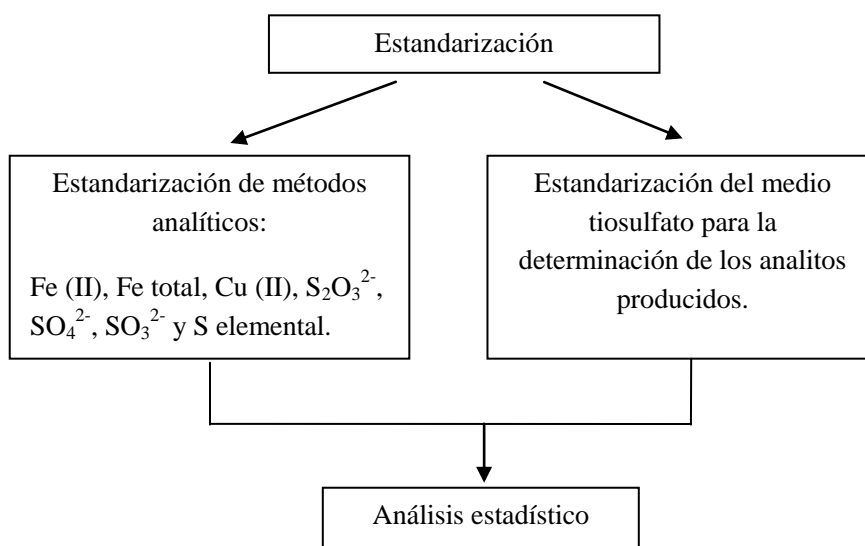 Estandarización
Estandarización de métodos
analíticos:
Fe (II), Fe total, Cu (II), S₂O₃²⁻,
SO₄²⁻, SO₃²⁻ y S elemental.
Estandarización del medio
tiosulfato para la
determinación de los analitos
producidos.
Análisis estadístico